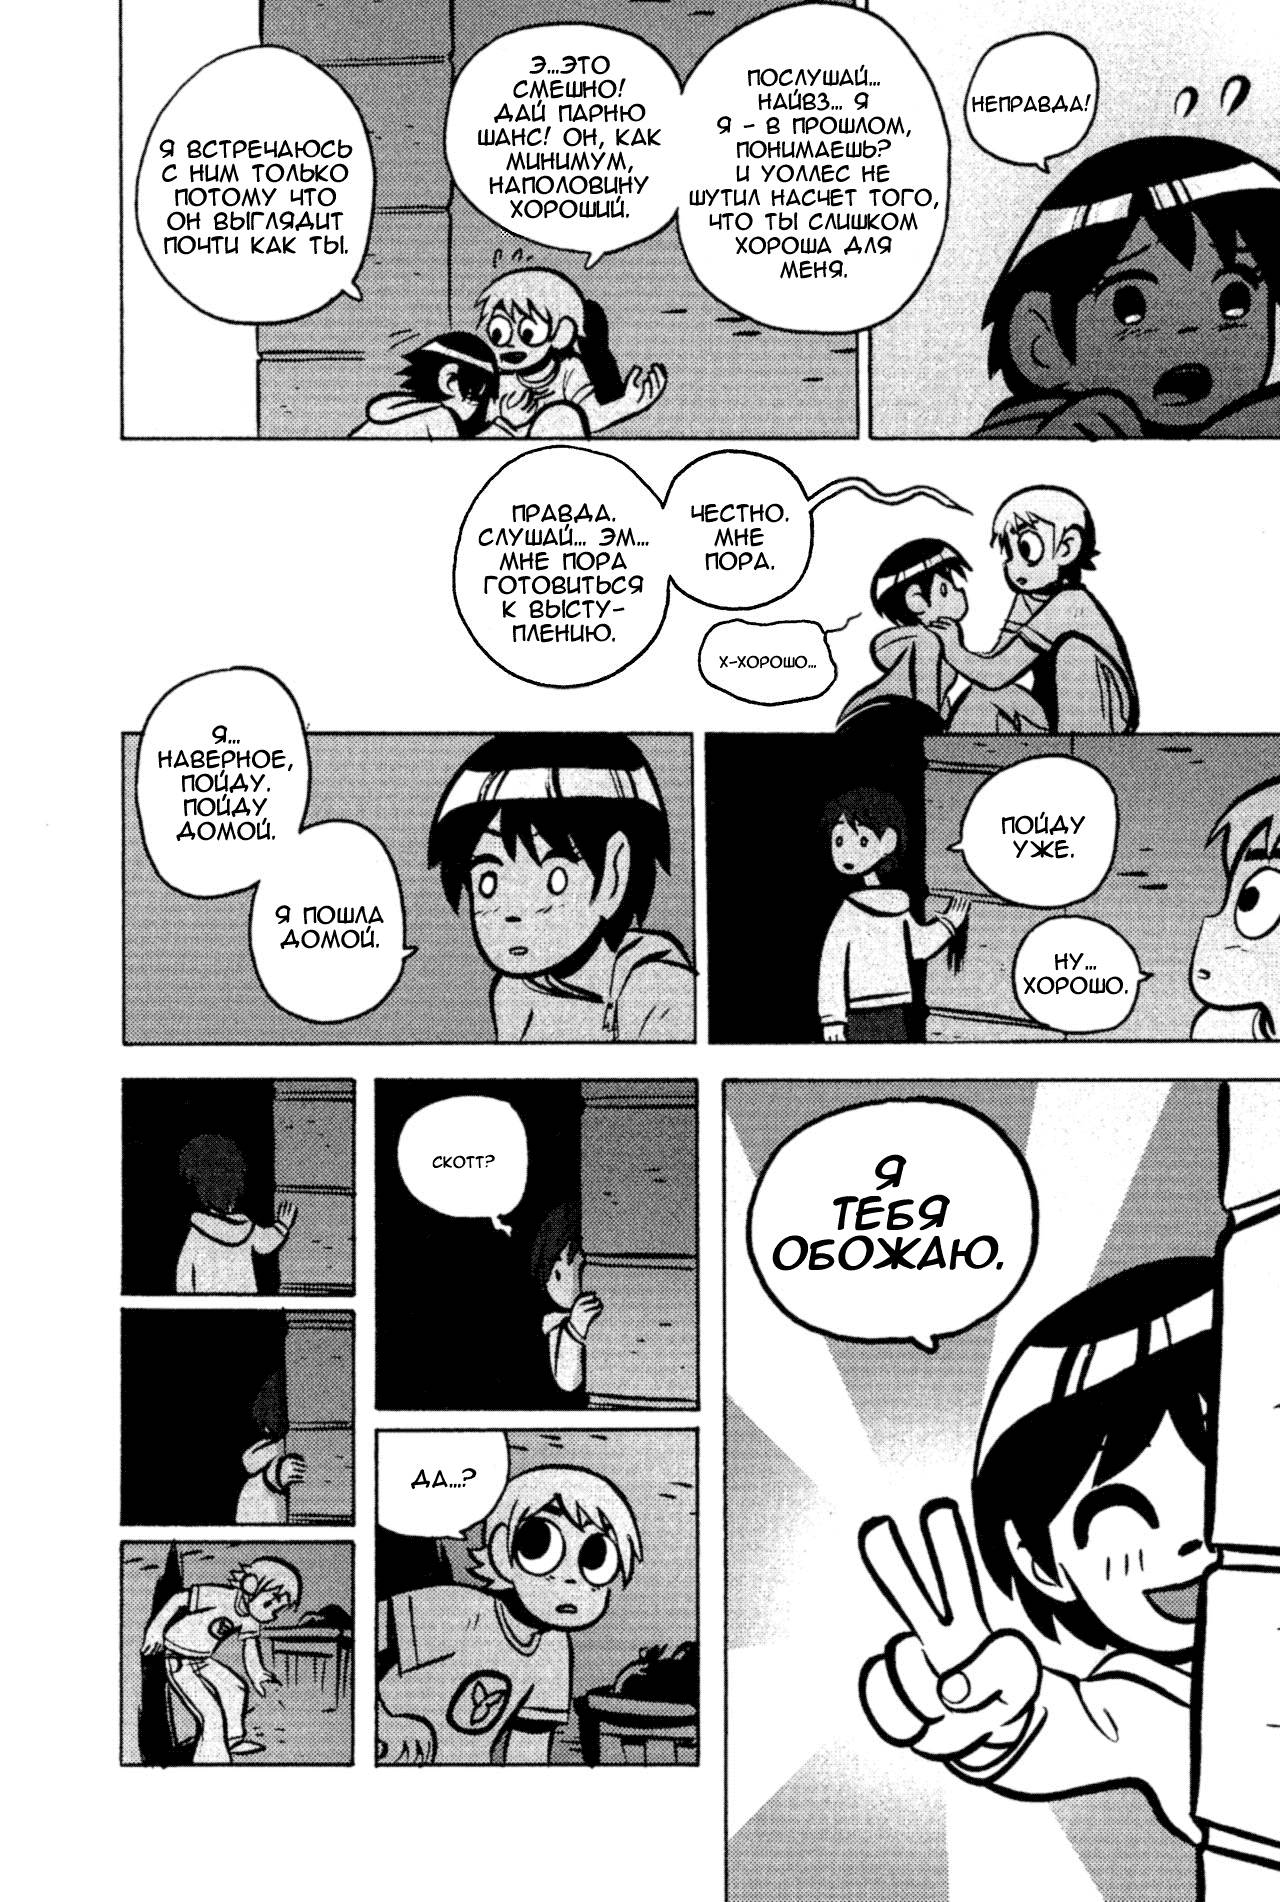 Я ВСТРЕЧАЮСЬ
С НИМ ТОЛЬКО
ПОТОМУ ЧТО
ОН ВЫГЛЯДИТ
ПОЧТИ КАК ТЫ.
Э...ЭТО
СМЕШНО!
ДАЙ ПАРНЮ
ШАНС! ОН, КАК
МИНИМУМ,
НАПОЛОВИНУ
ХОРОШИЙ.
ПОСЛУШАЙ...
НАЙВЗ... Я
Я - В ПРОШЛОМ,
ПОНИМАЕШЬ?
И УОЛЛЕС НЕ
ШУТИЛ НАСЧЕТ ТОГО,
ЧТО ТЫ СЛИШКОМ
ХОРОША ДЛЯ
МЕНЯ.
НЕПРАВДА!
ПРАВДА.
СЛУШАЙ... ЭМ...
МНЕ ПОРА
ГОТОВИТЬСЯ
К ВЫСТУ-
ПЛЕНИЮ.
ЧЕСТНО.
МНЕ
ПОРА.
Х-ХОРОШО...
Я...
НАВЕРНОЕ,
ПОЙДУ.
ПОЙДУ
ДОМОЙ.
Я ПОШЛА
ДОМОЙ.
ПОЙДУ
УЖЕ.
НУ...
ХОРОШО.
СКОТТ?
ДА...?
Я
ТЕБЯ
ОБОЖАЮ.